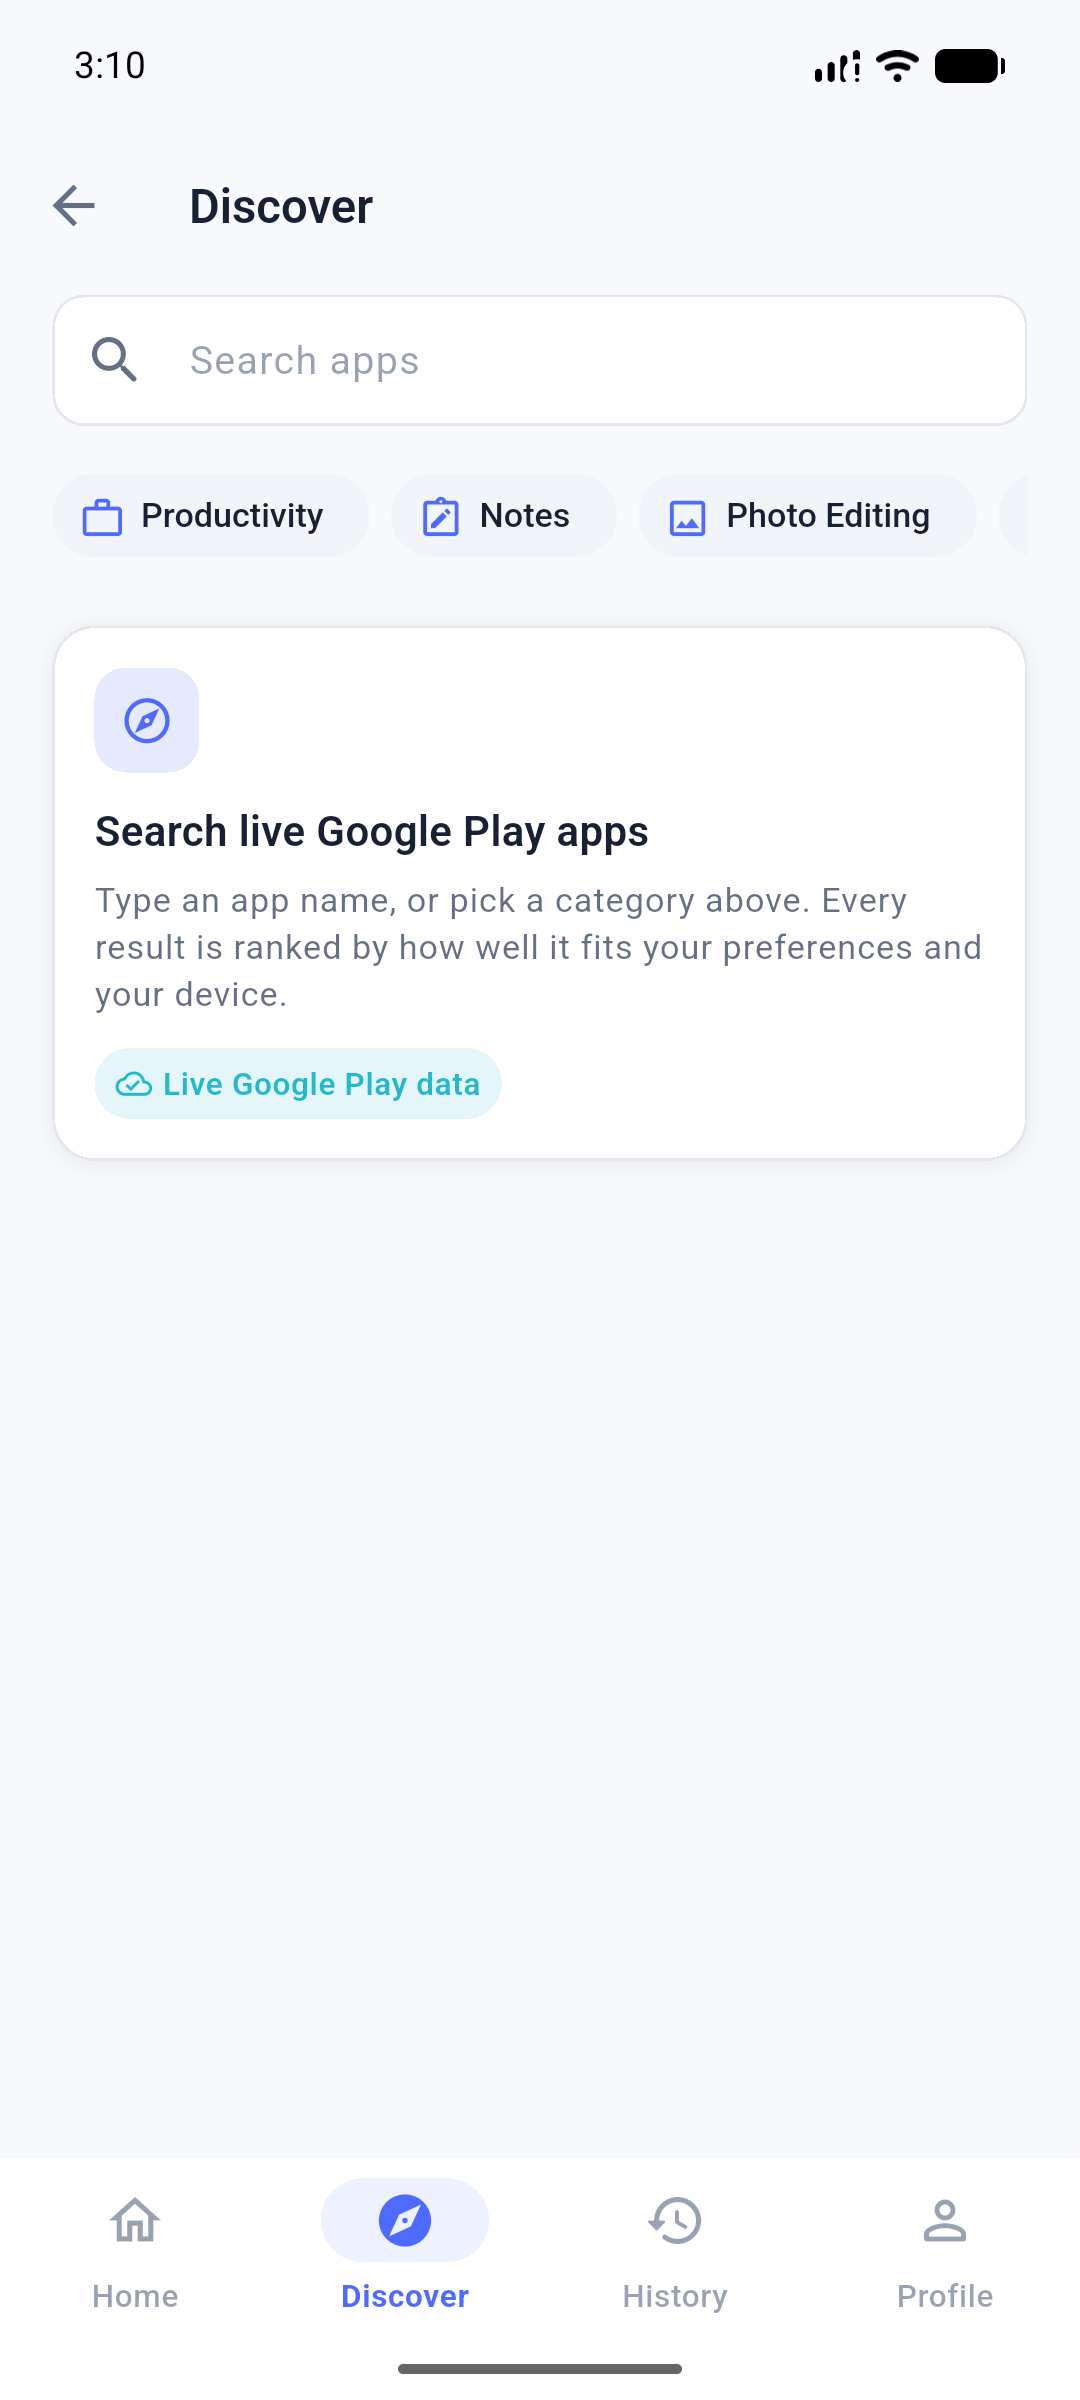 3:10
Discover
Search apps
Productivity
Notes
Photo Editing
Search live Google Play apps
Type an app name, or pick a category above. Every
result is ranked by how well it fits your preferences and
your device.
Live Google Play data
Home
Discover
History
Profile